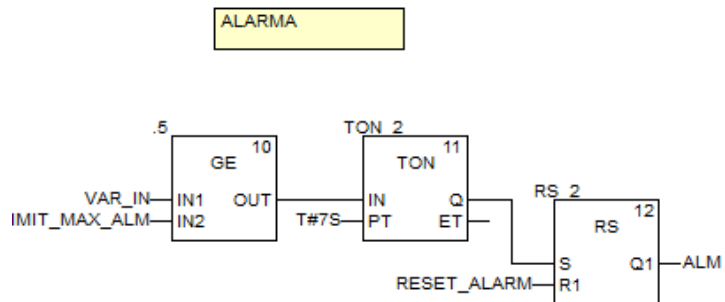 ALARMA
.5
10
GE
VAR_IN
IN1
OUT
IMIT_MAX_ALM
IN2
TON_2
11
TON
IN
Q
T#7S
PT
ET
RS_2
12
RS
S
Q1
ALM
RESET_ALARM
R1